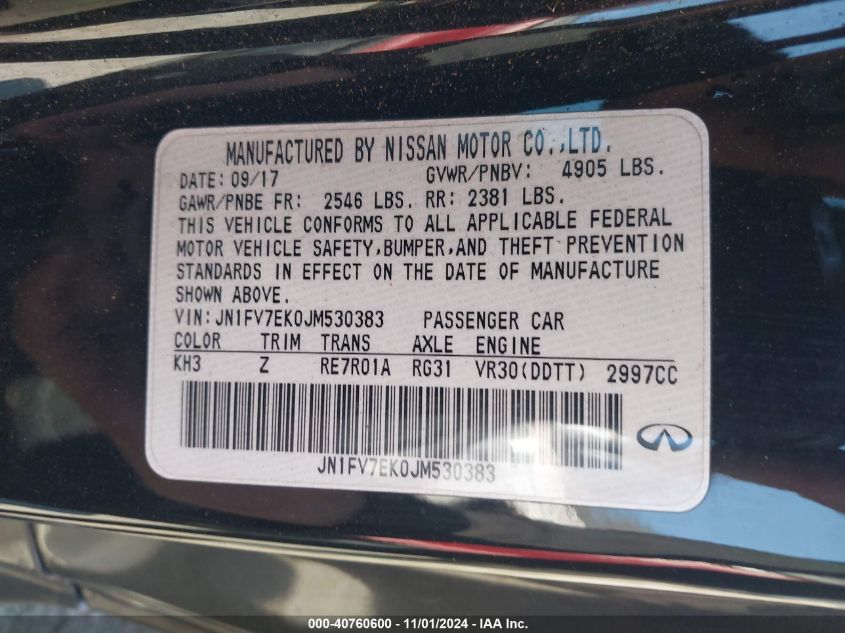 MANUFACTURED BY NISSAN MOTOR CO.,LTD.
DATE: 09/17 GVWR/PNBV: 4905 LBS.
GAWR/PNBE FR: 2546 LBS. RR: 2381 LBS.
THIS VEHICLE CONFORMS TO ALL APPLICABLE FEDERAL
MOTOR VEHICLE SAFETY,BUMPER,AND THEFT PREVENTION
STANDARDS IN EFFECT ON THE DATE OF MANUFACTURE
SHOWN ABOVE.
VIN:JN1FV7EK0JM530383 PASSENGER CAR
COLOR TRIM TRANS AXLE ENGINE
KH3 Z RE7R01A RG31 VR30(DDTT) 2997CC
JN1FV7EK0JM530383
000-40760600 - 11/01/2024 - IAA Inc.